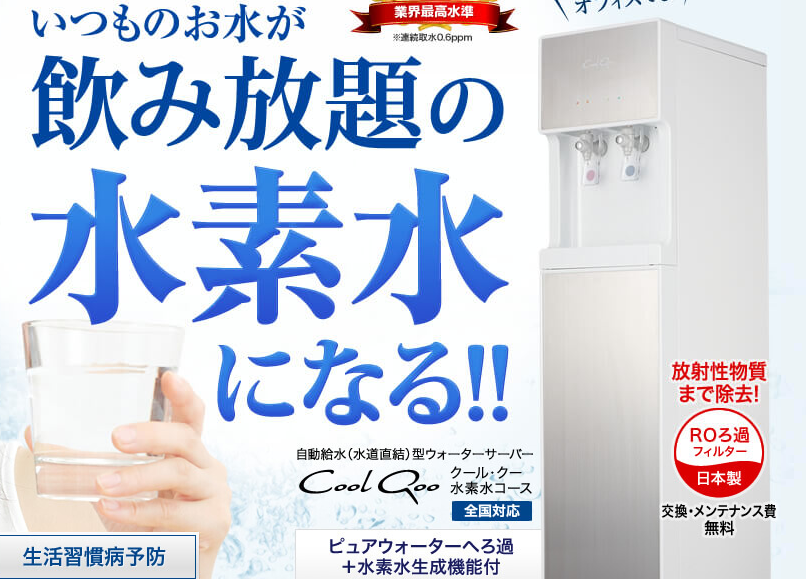 業界最高水準
※連続取水0.6ppm
いつものお水が
飲み放題の
水素水
になる!!
自動給水(水道直結)型ウォーターサーバー
Cool Qoo
クール・クー
水素水コース
全国対応
Cool Qoo
放射性物質
まで除去!
ROろ過
フィルター
日本製
交換・メンテナンス費
無料
生活習慣病予防
ピュアウォーターへろ過
+水素水生成機能付